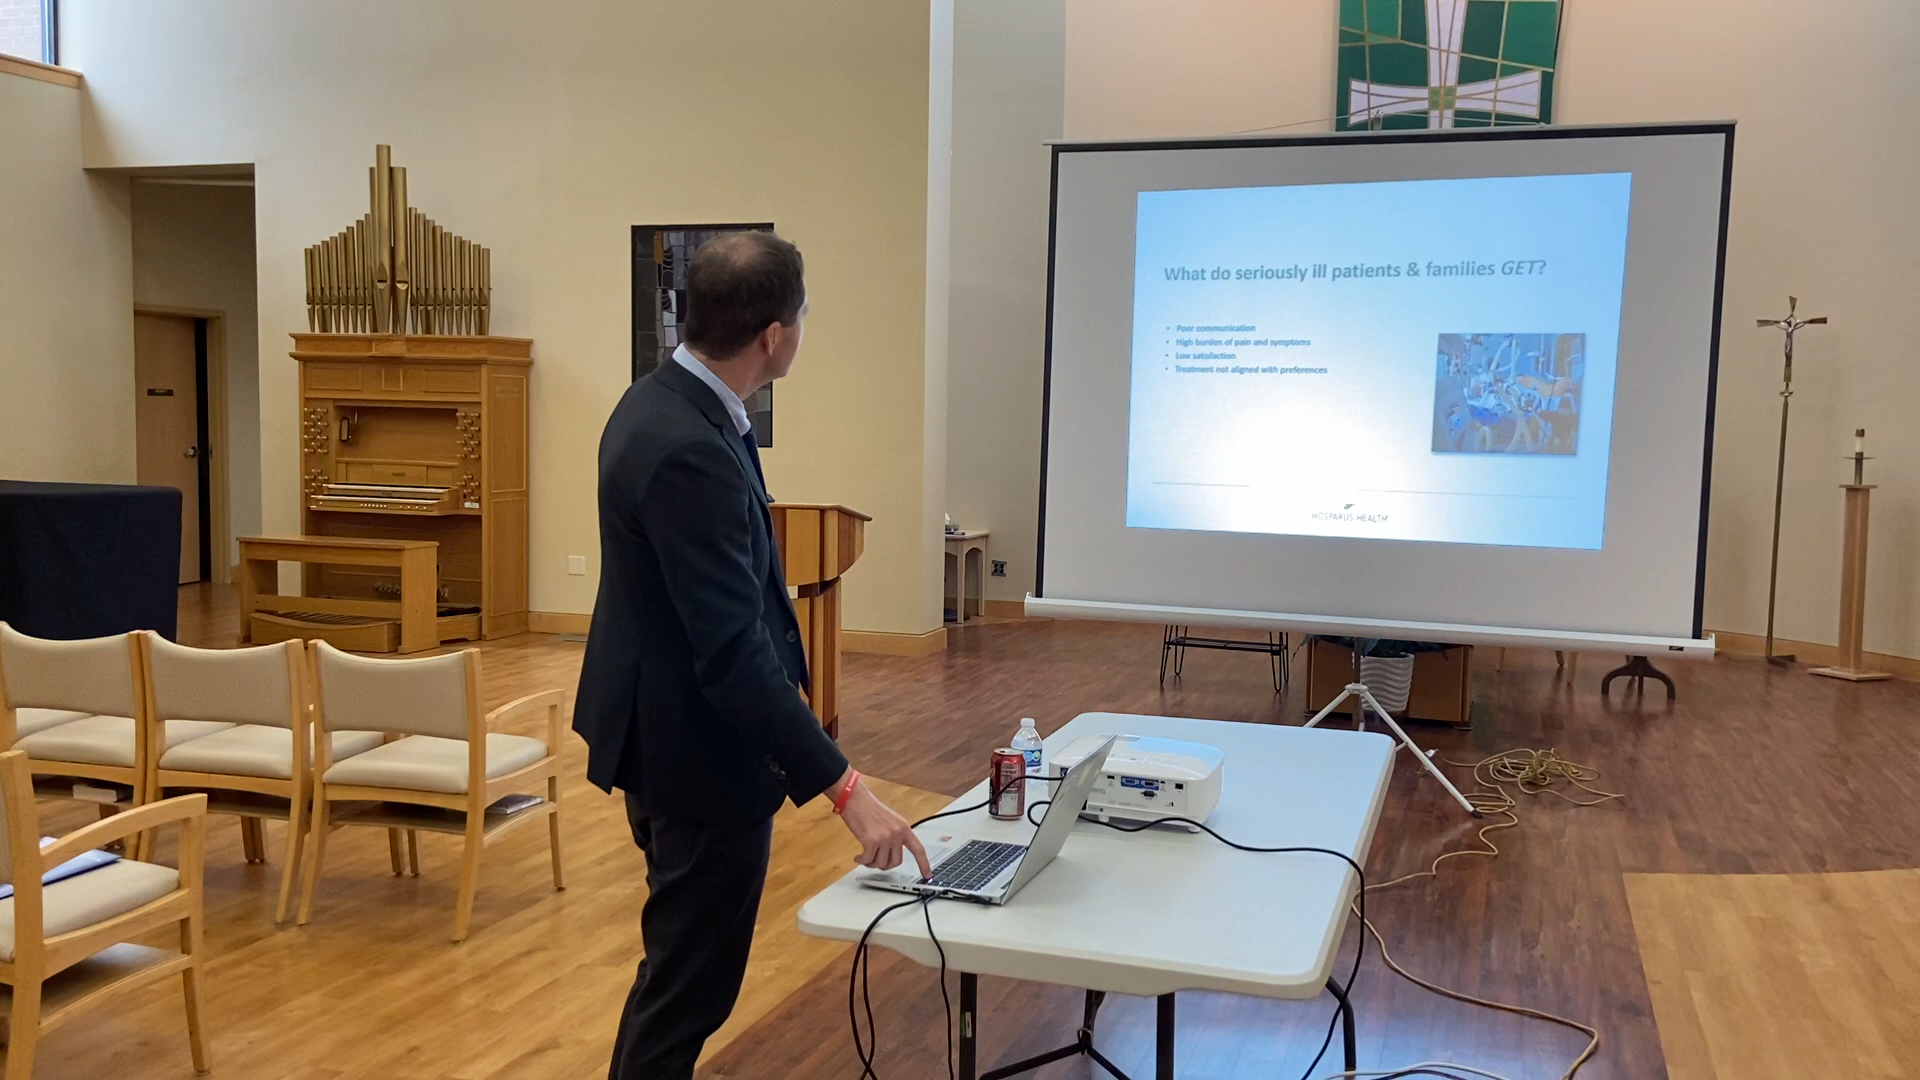 What do seriously ill patients & families GET?
• Poor communication
• High burden of pain and symptoms
• Low satisfaction
• Treatment not aligned with preferences
HOSPARUS HEALTH